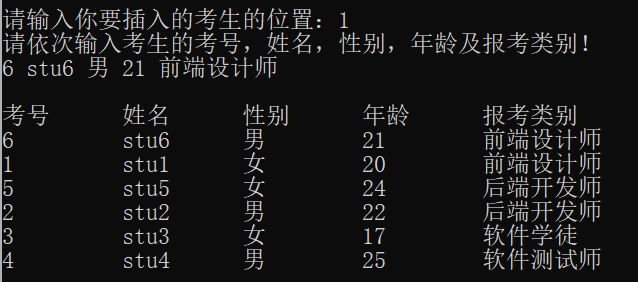 请输入你要插入的考生的位置：1
请依次输入考生的考号，姓名，性别，年龄及报考类别！
6 stu6 男 21 前端设计师
考号 姓名 性别 年龄 报考类别
6 stu6 男 21 前端设计师
1 stu1 女 20 前端设计师
5 stu5 女 24 后端开发师
2 stu2 男 22 后端开发师
3 stu3 女 17 软件学徒
4 stu4 男 25 软件测试师